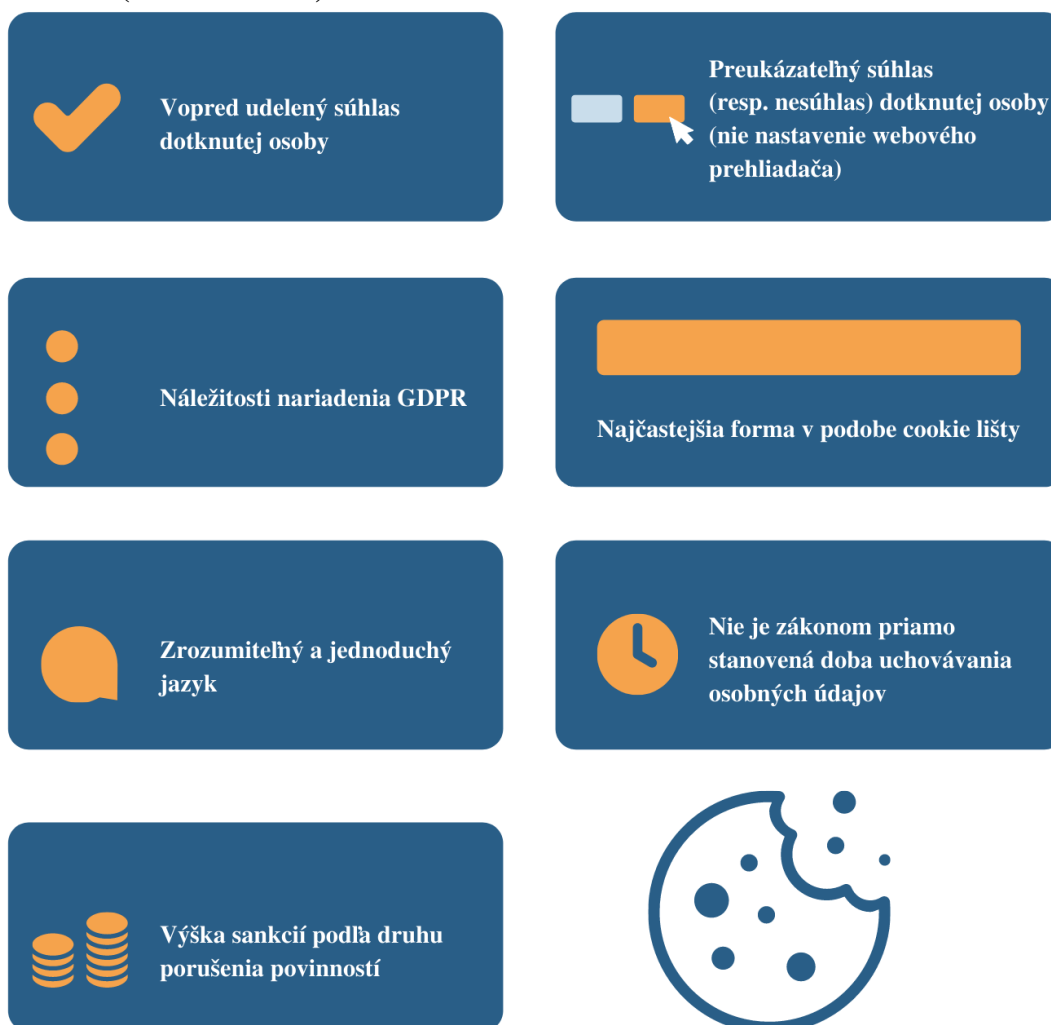 Vopred udelený súhlas
dotknutej osoby
Preukázateľný súhlas
(resp. nesúhlas) dotknutej osoby
(nie nastavenie webového
prehliadača)
Náležitosti nariadenia GDPR
Najčastejšia forma v podobe cookie lišty
Zrozumiteľný a jednoduchý
jazyk
Nie je zákonom priamo
stanovená doba uchovávania
osobných údajov
Výška sankcií podľa druhu
porušenia povinností